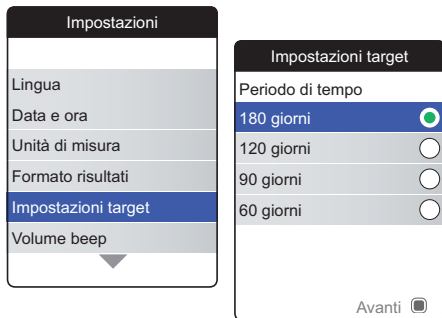 Impostazioni
Lingua
Data e ora
Unità di misura
Formato risultati
Impostazioni target
Volume beep
Impostazioni target
Periodo di tempo
180 giorni
120 giorni
90 giorni
60 giorni
Avanti